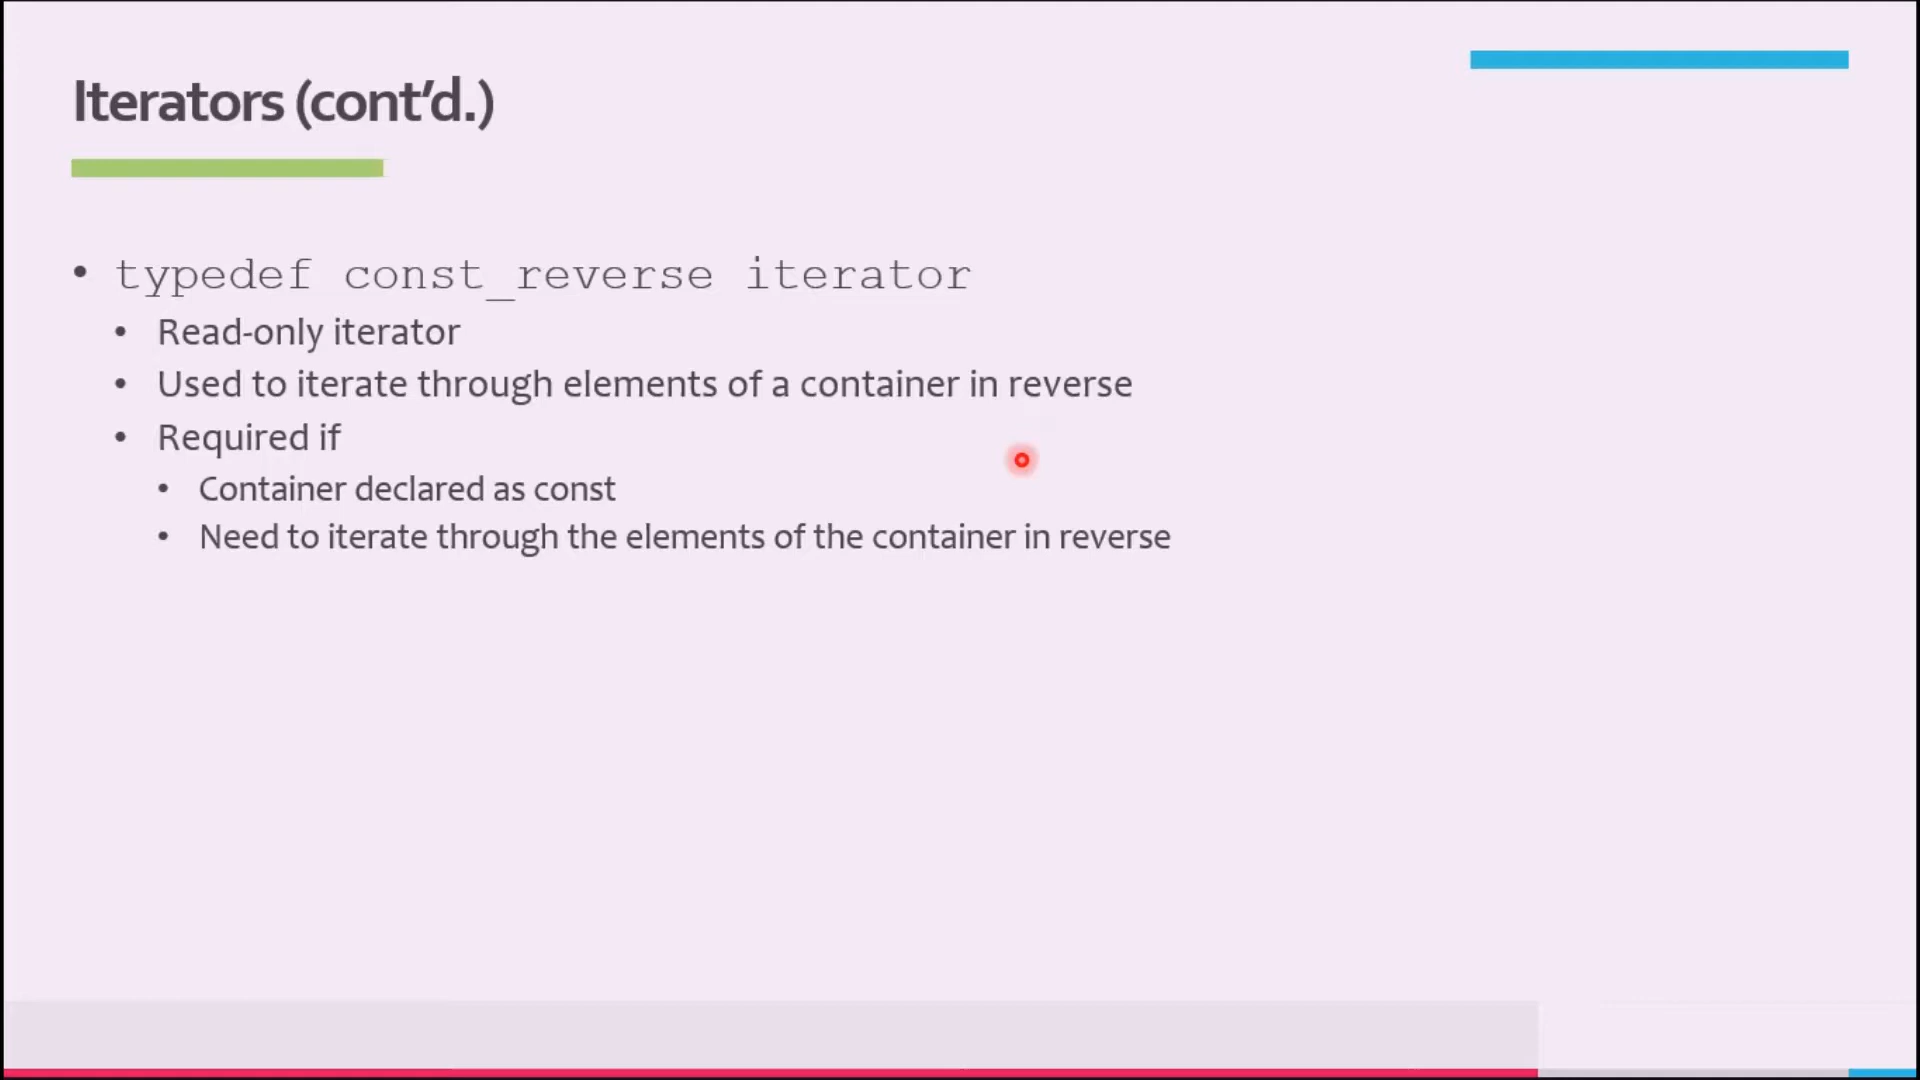 Iterators (cont’d.)
• typedef const_reverse iterator
• Read-only iterator
• Used to iterate through elements of a container in reverse
• Required if
• Container declared as const
• Need to iterate through the elements of the container in reverse